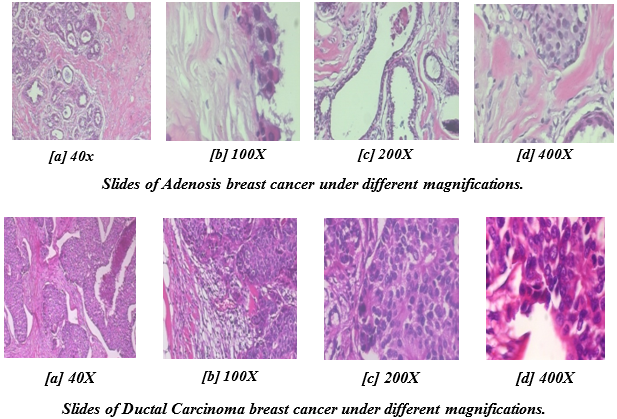 [a] 40x [b] 100X [c] 200X [d] 400X
Slides of Adenosis breast cancer under different magnifications.
[a] 40X [b] 100X [c] 200X [d] 400X
Slides of Ductal Carcinoma breast cancer under different magnifications.